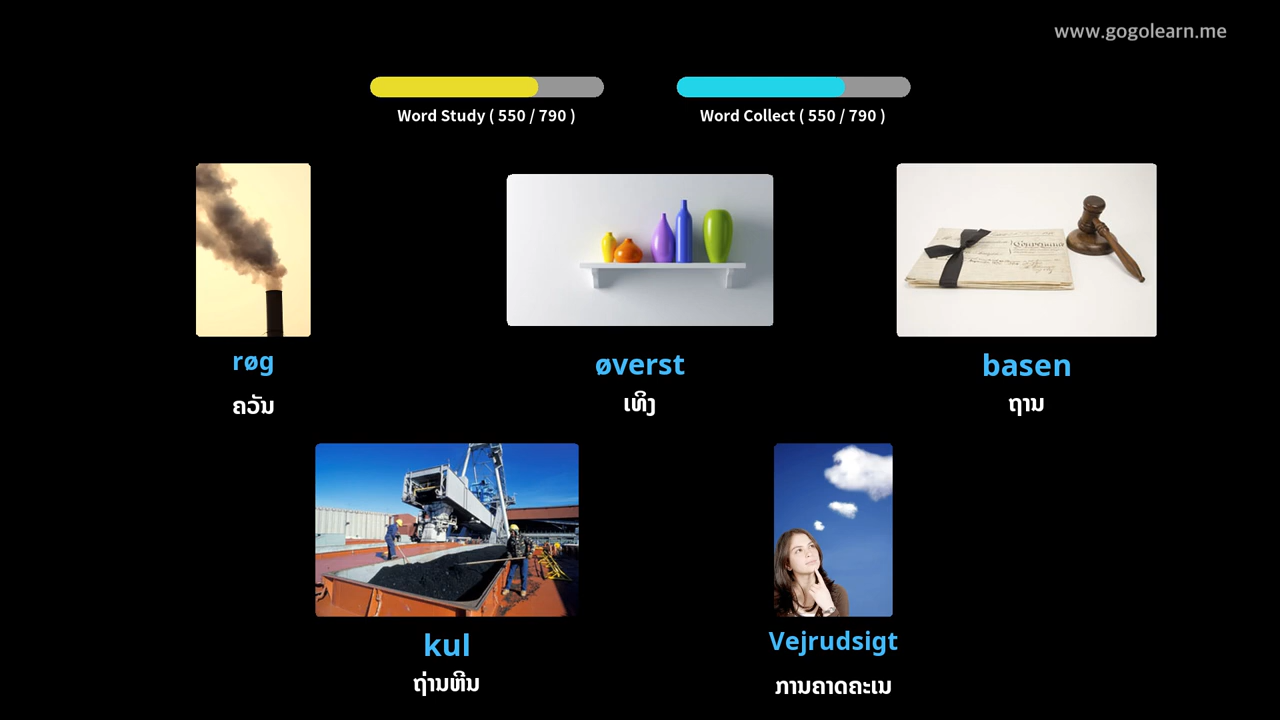 www.gogolearn.me
Word Study ( 550 / 790 )
Word Collect ( 550 / 790 )
røg
ຄວັນ
øverst
ເທິງ
basen
ຖານ
kul
ຖ່ານຫີນ
Vejrudsigt
ການຄາດຄະເນ